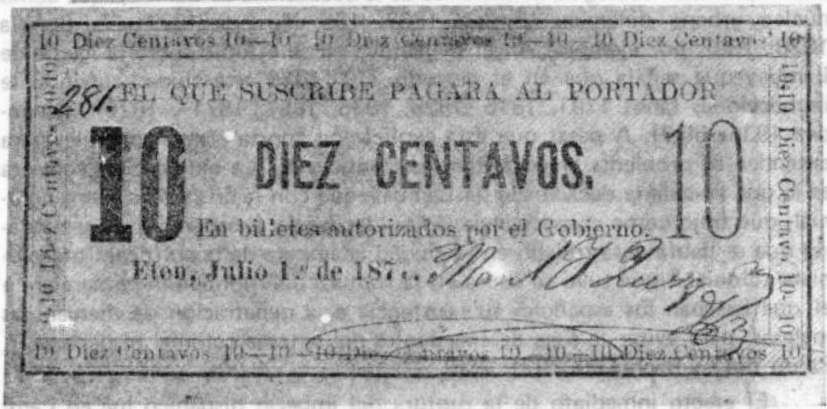 10 Diez Centavos 10—10 10 Diez Centavos 10—10—10 Diez Centavos 10
281. EL QUE SUSCRIBE PAGARA AL PORTADOR
10 DIEZ CENTAVOS. 10
En billetes autorizados por el Gobierno.
Eton, Julio 1.º de 187
10 Diez Centavos 10—10—10 Diez Centavos 10—10—10 Diez Centavos 10
10-10 Diez Centavo 10-10
10 Diez Centavos 10-10